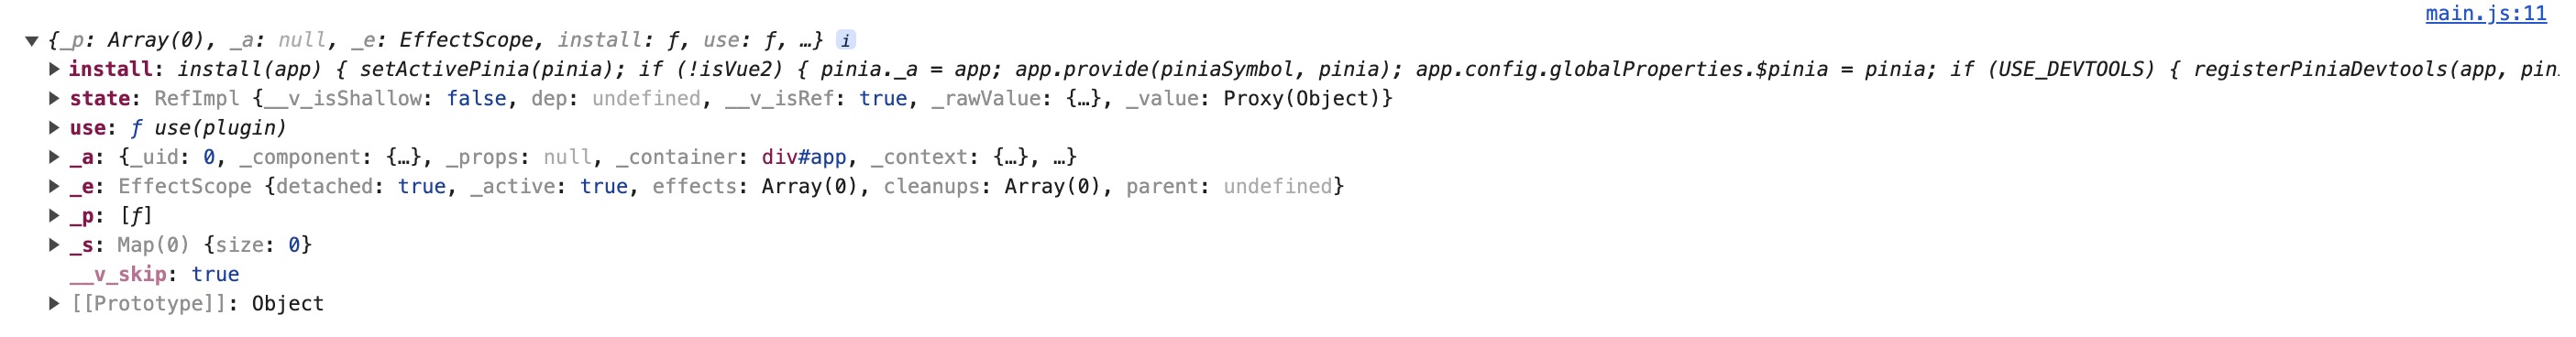 main.js:11
▼ {_p: Array(0), _a: null, _e: EffectScope, install: ƒ, use: ƒ, …} i
▶ install: install(app) { setActivePinia(pinia); if (!isVue2) { pinia._a = app; app.provide(piniaSymbol, pinia); app.config.globalProperties.$pinia = pinia; if (USE_DEVTOOLS) { registerPiniaDevtools(app, pin
▶ state: RefImpl {__v_isShallow: false, dep: undefined, __v_isRef: true, _rawValue: {…}, _value: Proxy(Object)}
▶ use: ƒ use(plugin)
▶ _a: {_uid: 0, _component: {…}, _props: null, _container: div#app, _context: {…}, …}
▶ _e: EffectScope {detached: true, _active: true, effects: Array(0), cleanups: Array(0), parent: undefined}
▶ _p: [ƒ]
▶ _s: Map(0) {size: 0}
__v_skip: true
▶ [[Prototype]]: Object